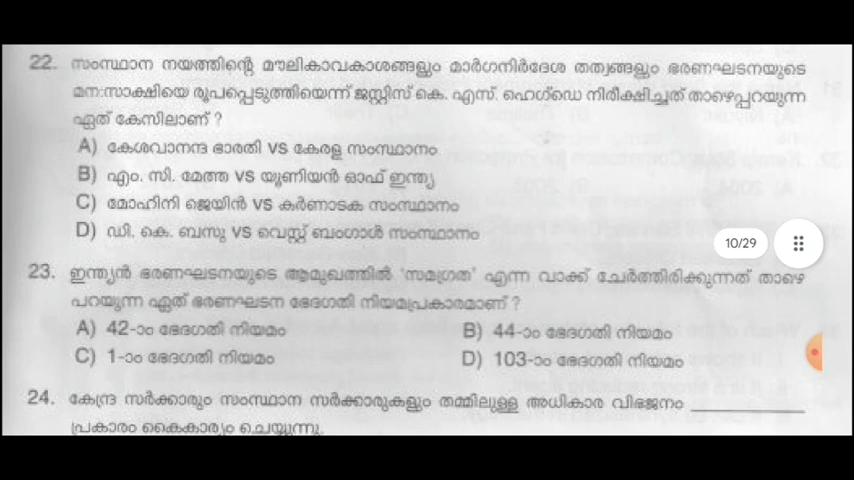 22. സംസ്ഥാന നയത്തിന്റെ മൗലികാവകാശങ്ങളും മാർഗനിർദേശ തത്വങ്ങളും ഭരണഘടനയുടെ
മനഃസാക്ഷിയെ രൂപപ്പെടുത്തിയെന്ന് ജസ്റ്റിസ് കെ. എസ്. ഹെഗ്ഡെ നിരീക്ഷിച്ചത് താഴെപ്പറയുന്ന
ഏത് കേസിലാണ് ?
A) കേശവാനന്ദ ഭാരതി vs കേരള സംസ്ഥാനം
B) എം. സി. മേത്ത vs യൂണിയൻ ഓഫ് ഇന്ത്യ
C) മോഹിനി ജെയിൻ vs കർണാടക സംസ്ഥാനം
D) ഡി. കെ. ബസു vs വെസ്റ്റ് ബംഗാൾ സംസ്ഥാനം
10/29
23. ഇന്ത്യൻ ഭരണഘടനയുടെ ആമുഖത്തിൽ 'സമഗ്രത' എന്ന വാക്ക് ചേർത്തിരിക്കുന്നത് താഴെ
പറയുന്ന ഏത് ഭരണഘടന ഭേദഗതി നിയമപ്രകാരമാണ് ?
A) 42-ാം ഭേദഗതി നിയമം B) 44-ാം ഭേദഗതി നിയമം
C) 1-ാം ഭേദഗതി നിയമം D) 103-ാം ഭേദഗതി നിയമം
24. കേന്ദ്ര സർക്കാരും സംസ്ഥാന സർക്കാരുകളും തമ്മിലുള്ള അധികാര വിഭജനം ___________
പ്രകാരം കൈകാര്യം ചെയ്യുന്നു.